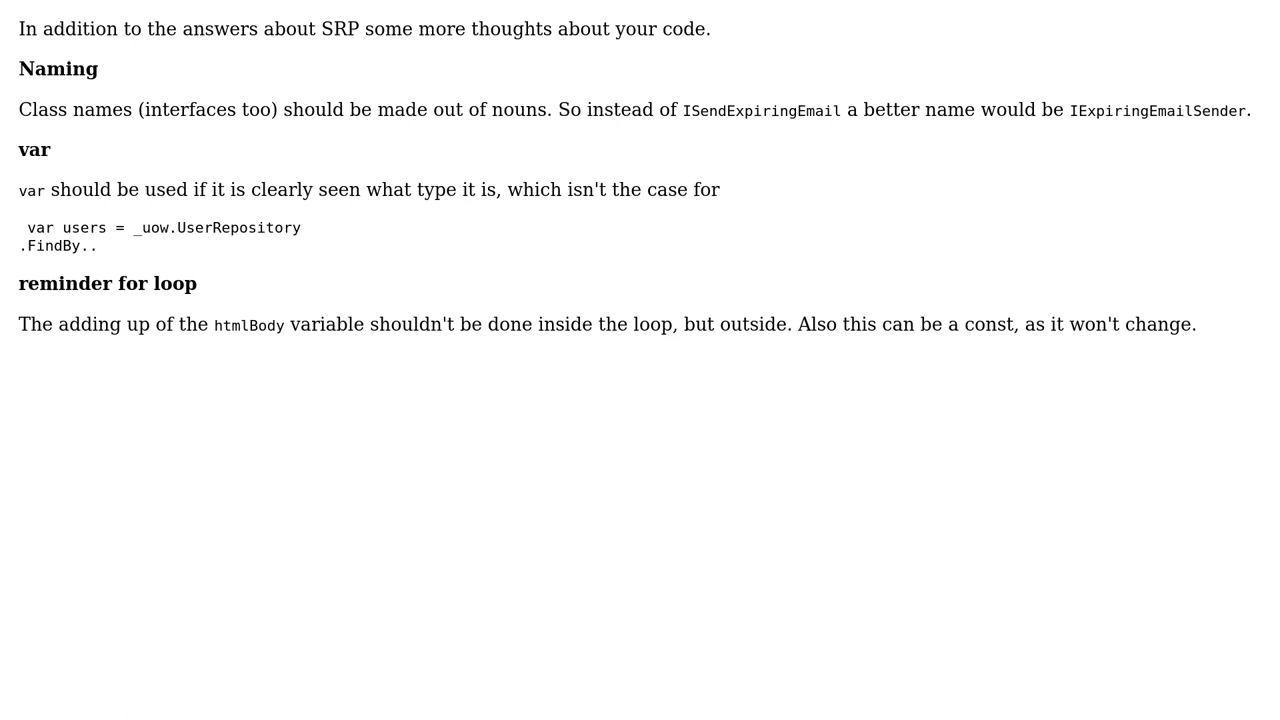 In addition to the answers about SRP some more thoughts about your code.
Naming
Class names (interfaces too) should be made out of nouns. So instead of ISendExpiringEmail a better name would be IExpiringEmailSender.
var
var should be used if it is clearly seen what type it is, which isn't the case for
var users = _uow.UserRepository
.FindBy..
reminder for loop
The adding up of the htmlBody variable shouldn't be done inside the loop, but outside. Also this can be a const, as it won't change.